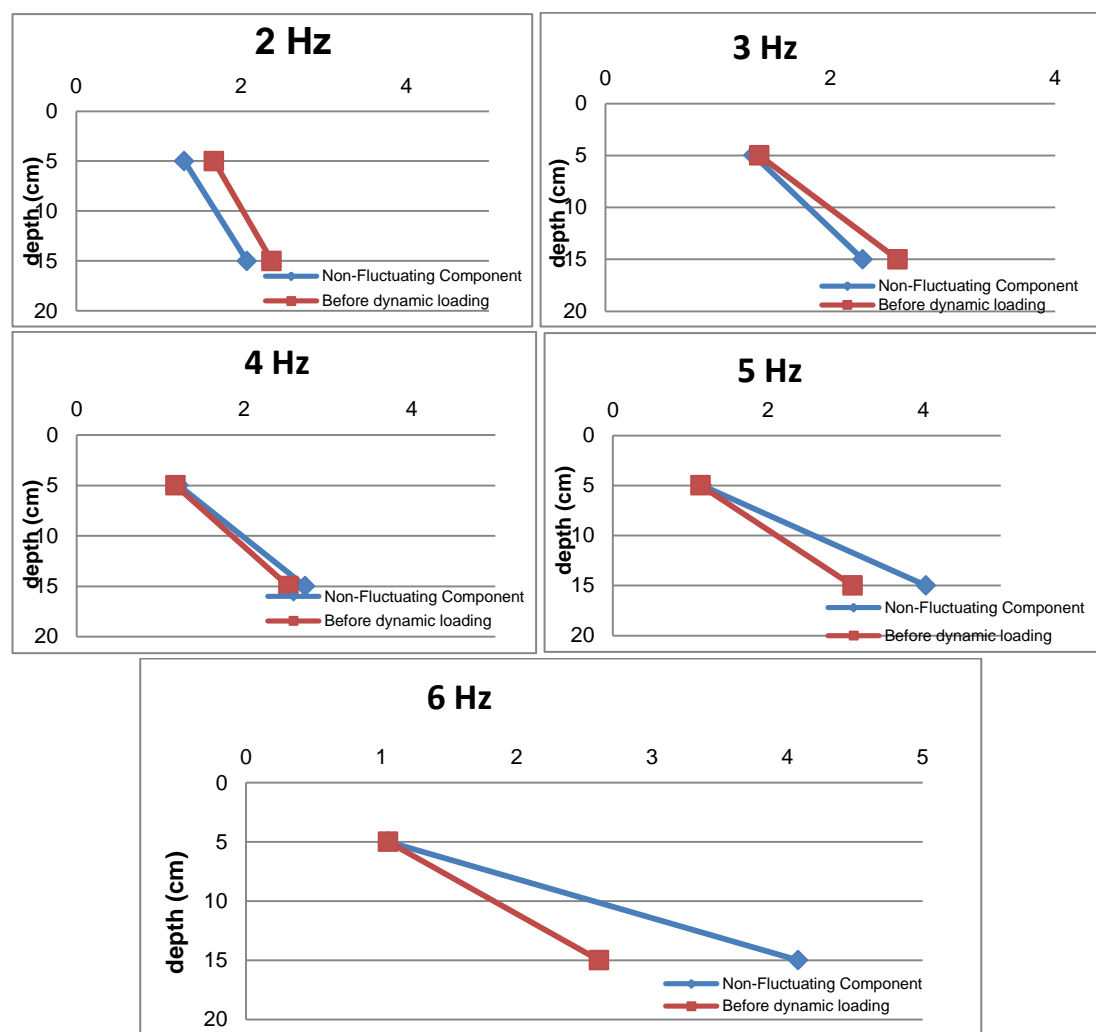 2 Hz
0 2 4
0
5
10
15
20
depth (cm)
Non-Fluctuating Component
Before dynamic loading
3 Hz
0 2 4
0
5
10
15
20
depth (cm)
Non-Fluctuating Component
Before dynamic loading
4 Hz
0 2 4
0
5
10
15
20
depth (cm)
Non-Fluctuating Component
Before dynamic loading
5 Hz
0 2 4
0
5
10
15
20
depth (cm)
Non-Fluctuating Component
Before dynamic loading
6 Hz
0 1 2 3 4 5
0
5
10
15
20
depth (cm)
Non-Fluctuating Component
Before dynamic loading